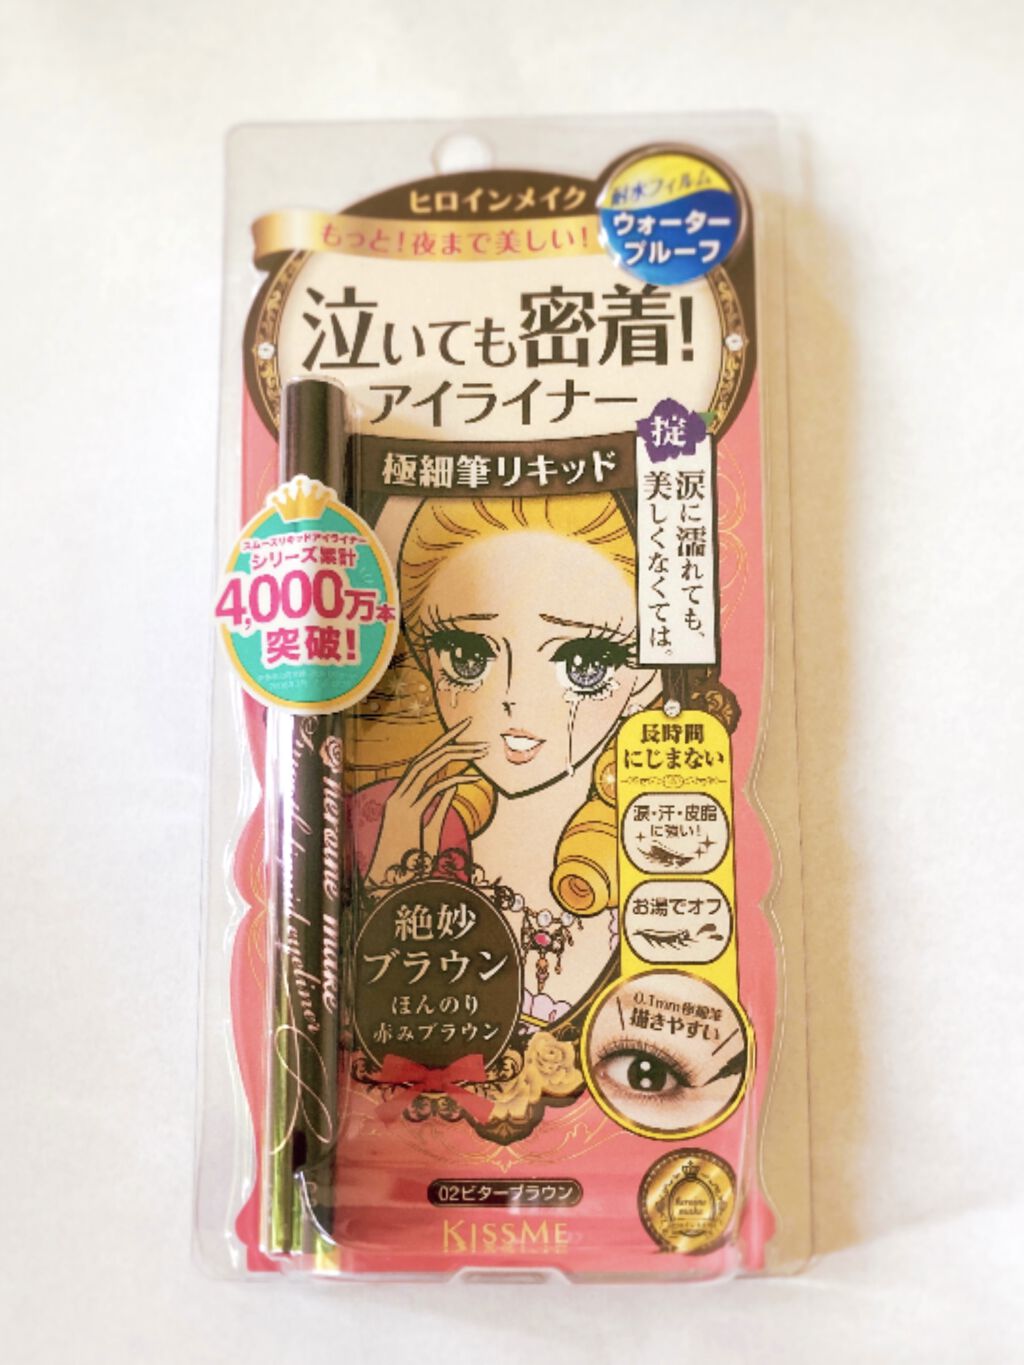 ヒロインメイク
もっと!夜まで美しい!
耐水フィルム
ウォーター
プルーフ
泣いても密着!
アイライナー
極細筆リキッド
掟
涙に濡れても、
美しくなくては。
スムースリキッドアイライナー
シリーズ累計
4,000万本
突破!
長時間
にじまない
涙・汗・皮脂
に強い!
お湯でオフ
0.1mm極細筆
描きやすい
heroine make
Smooth liquid eyeliner
絶妙
ブラウン
ほんのり
赤みブラウン
02ビターブラウン
KISSME
heroine
make